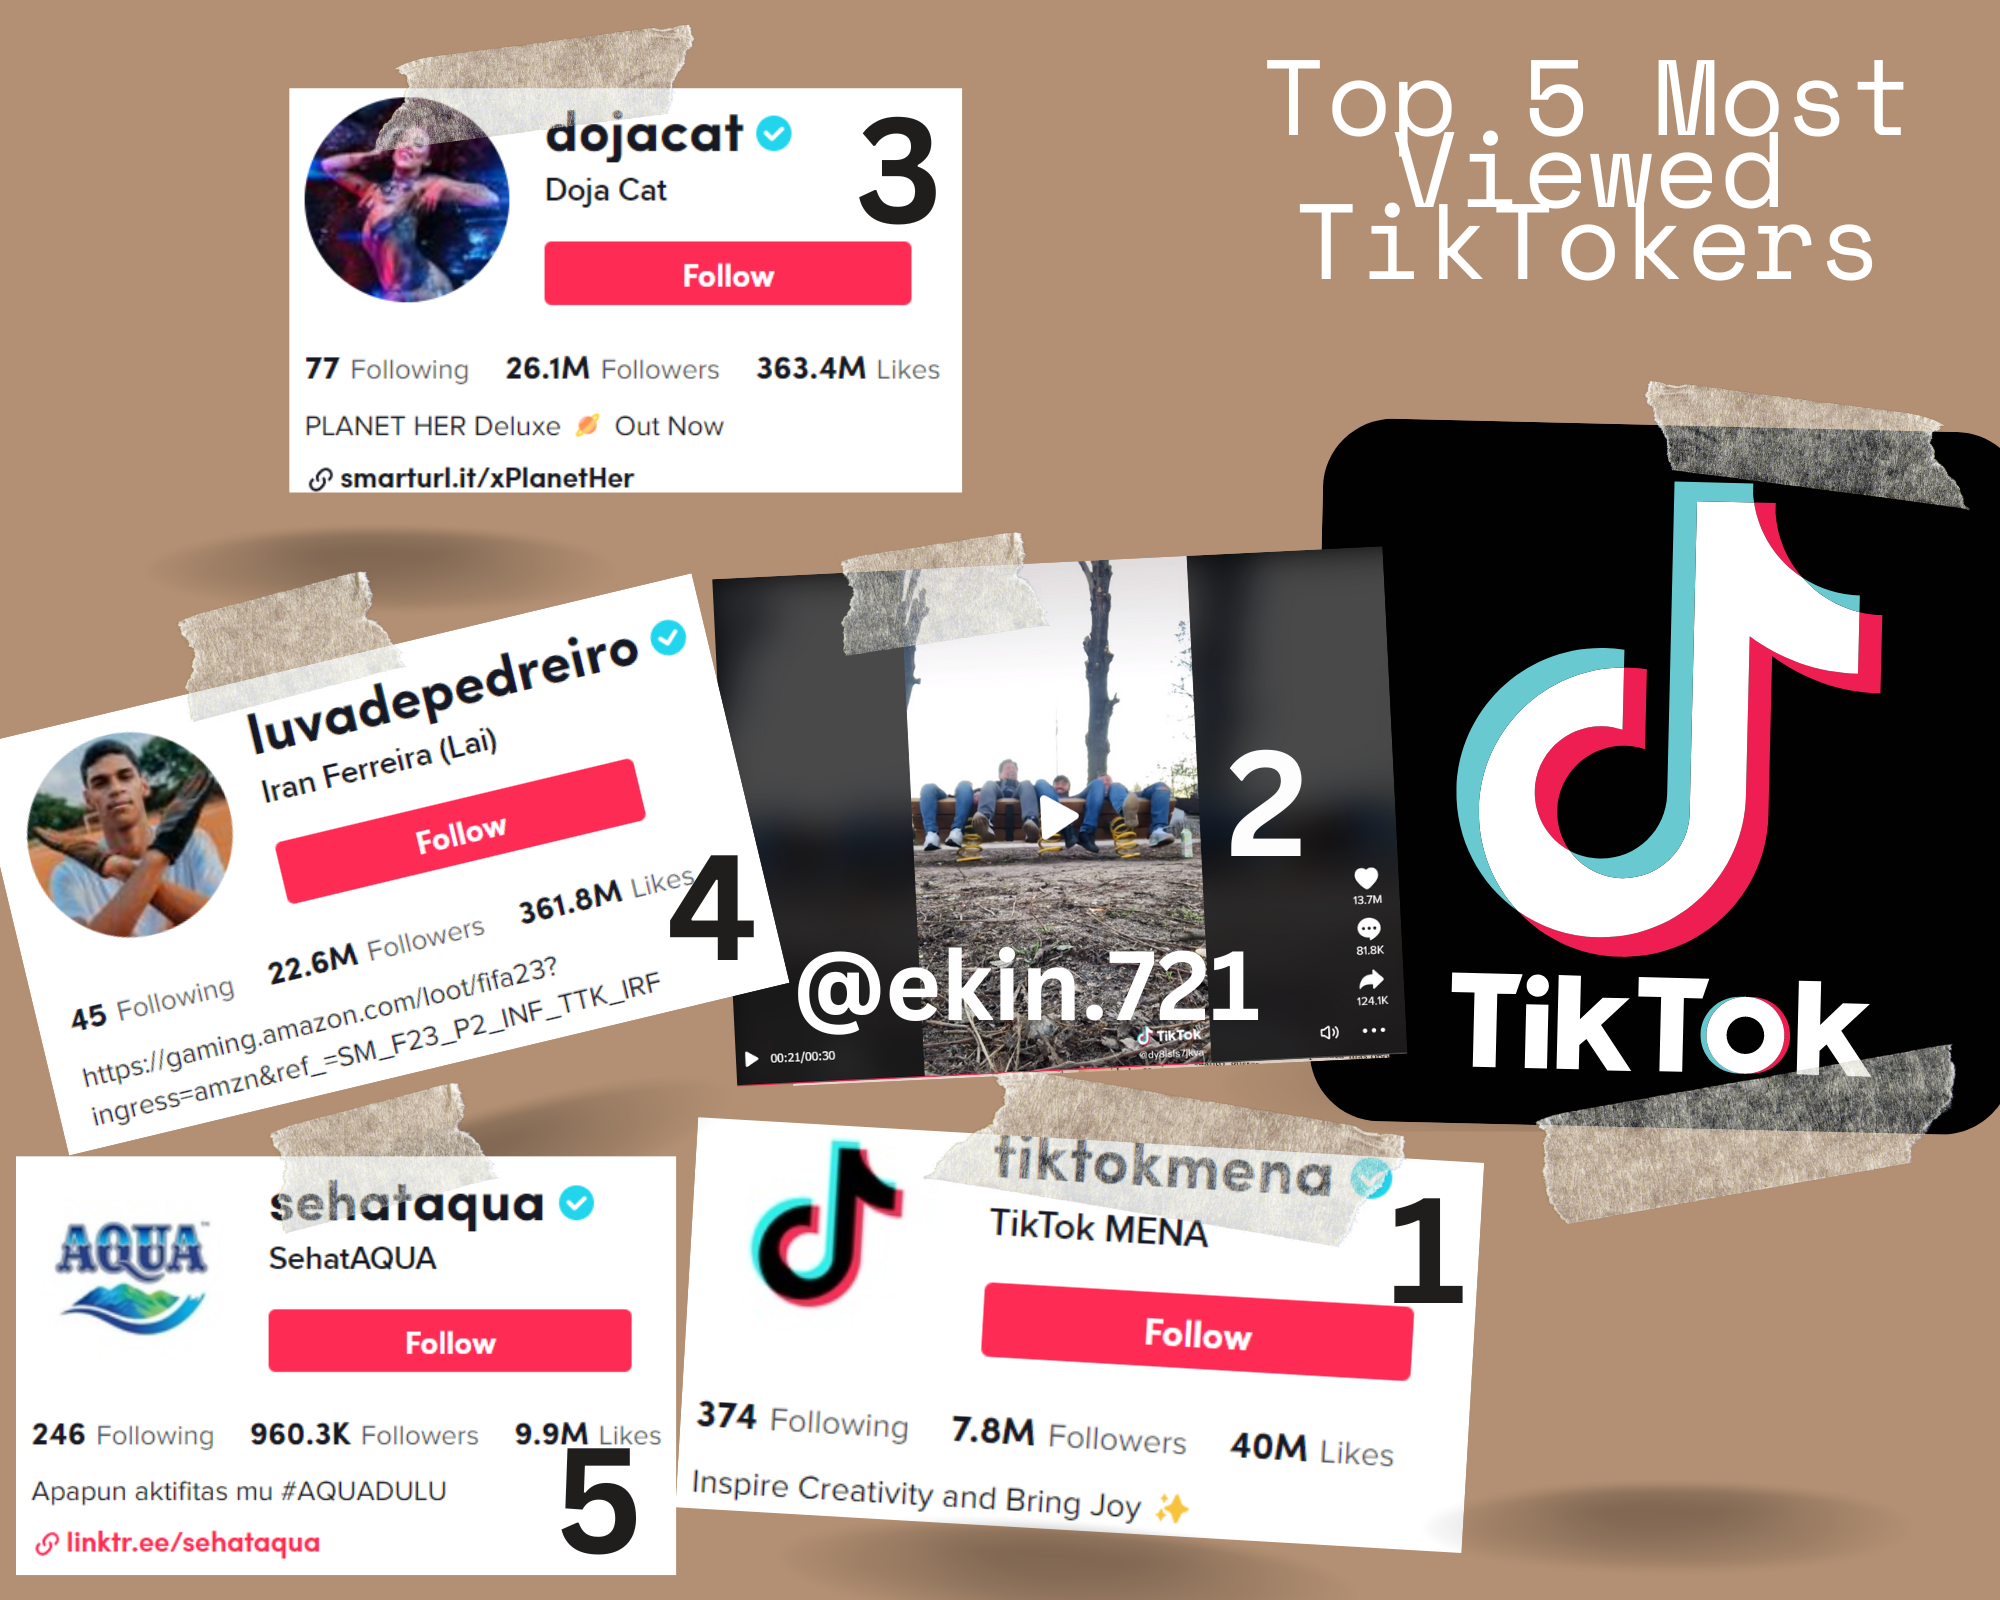 Top 5 Most
Viewed
TikTokers
dojacat
3
Doja Cat
Follow
77 Following 26.1M Followers 363.4M Likes
PLANET HER Deluxe 🪐 Out Now
smarturl.it/xPlanetHer
luvadepedreiro
Iran Ferreira (Lai)
Follow
45 Following 22.6M Followers 361.8M Likes
4
https://gaming.amazon.com/loot/fifa23?
ingress=amzn&ref_=SM_F23_P2_INF_TTK_IRF
2
13.7M
81.8K
124.1K
@ekin.721
TikTok
00:21/00:30
TikTok
sehataqua
SehatAQUA
AQUA
Follow
246 Following 960.3K Followers 9.9M Likes
5
Apapun aktifitas mu #AQUADULU
linktr.ee/sehataqua
tiktokmena
TikTok MENA
1
Follow
374 Following 7.8M Followers 40M Likes
Inspire Creativity and Bring Joy ✨